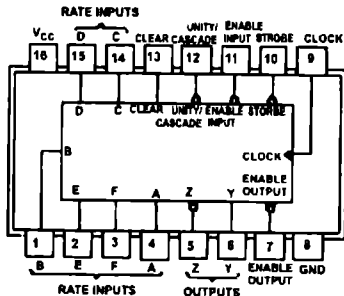 RATE INPUTS
UNITY/ ENABLE
VCC D C CLEAR CASCADE INPUT STROBE CLOCK
16 15 14 13 12 11 10 9
D C CLEAR UNITY/ ENABLE STORBE
CASCADE INPUT
B
CLOCK
ENABLE
OUTPUT
E F A Z Y
1 2 3 4 5 6 7 8
B E F A Z Y ENABLE GND
OUTPUT
RATE INPUTS OUTPUTS